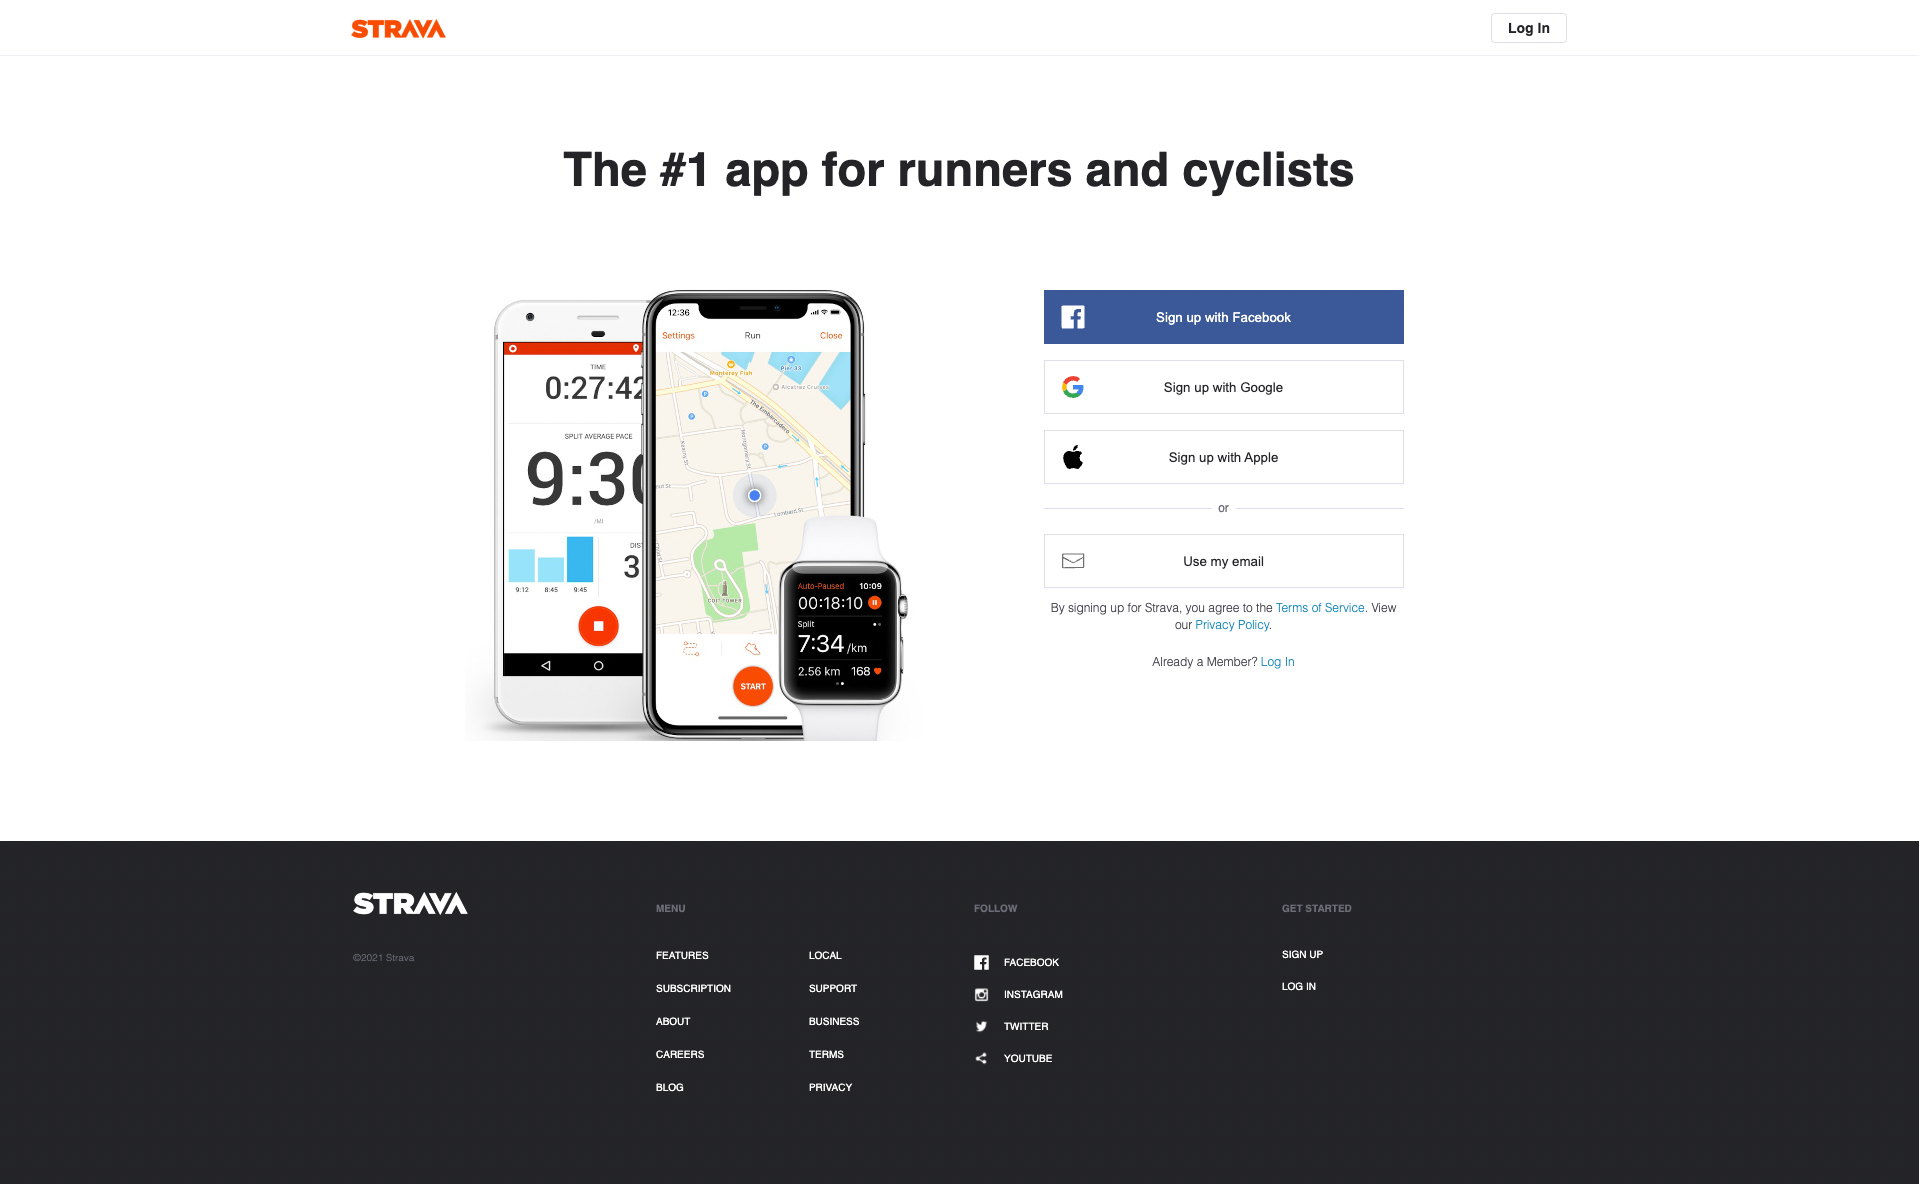 STRAVA
Log In
The #1 app for runners and cyclists
TIME
0:27:42
SPLIT AVERAGE PACE
9:30
/MI
9:12 8:45 9:45
3
12:36
Settings Run Close
Monterey Fish
Pier 33
Alcatraz Cruises
The Embarcadero
Montgomery St
Kearny St
Lombard St
COIT TOWER
START
Auto-Paused 10:09
00:18:10
Split
7:34 /km
2.56 km 168
Sign up with Facebook
Sign up with Google
Sign up with Apple
or
Use my email
By signing up for Strava, you agree to the Terms of Service. View
our Privacy Policy.
Already a Member? Log In
STRAVA
©2021 Strava
MENU
FEATURES
SUBSCRIPTION
ABOUT
CAREERS
BLOG
LOCAL
SUPPORT
BUSINESS
TERMS
PRIVACY
FOLLOW
FACEBOOK
INSTAGRAM
TWITTER
YOUTUBE
GET STARTED
SIGN UP
LOG IN